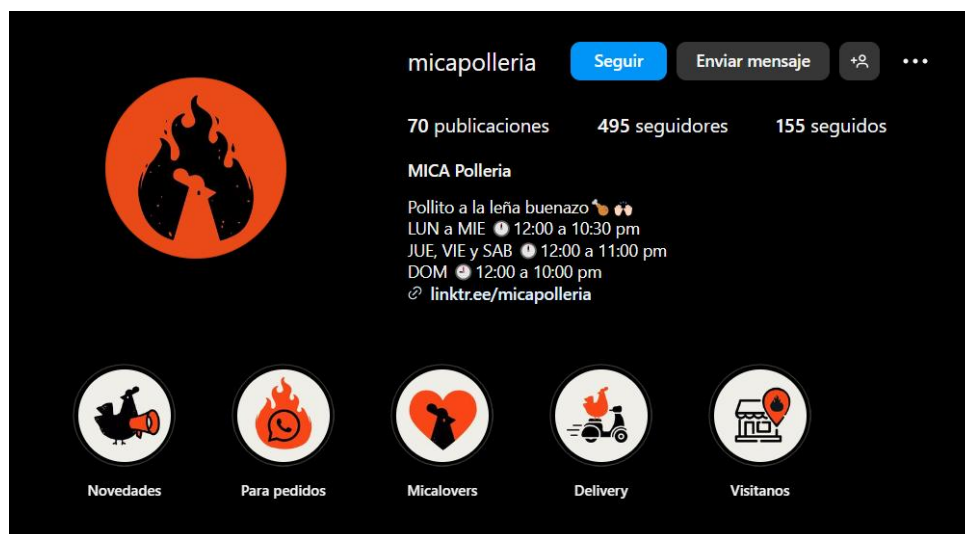 micapolleria Seguir Enviar mensaje
70 publicaciones 495 seguidores 155 seguidos
MICA Polleria
Pollito a la leña buenazo🍗🙌🏻
LUN a MIE 🕛12:00 a 10:30 pm
JUE, VIE y SAB 🕛12:00 a 11:00 pm
DOM 🕘12:00 a 10:00 pm
linktr.ee/micapolleria
Novedades Para pedidos Micalovers Delivery Visitanos